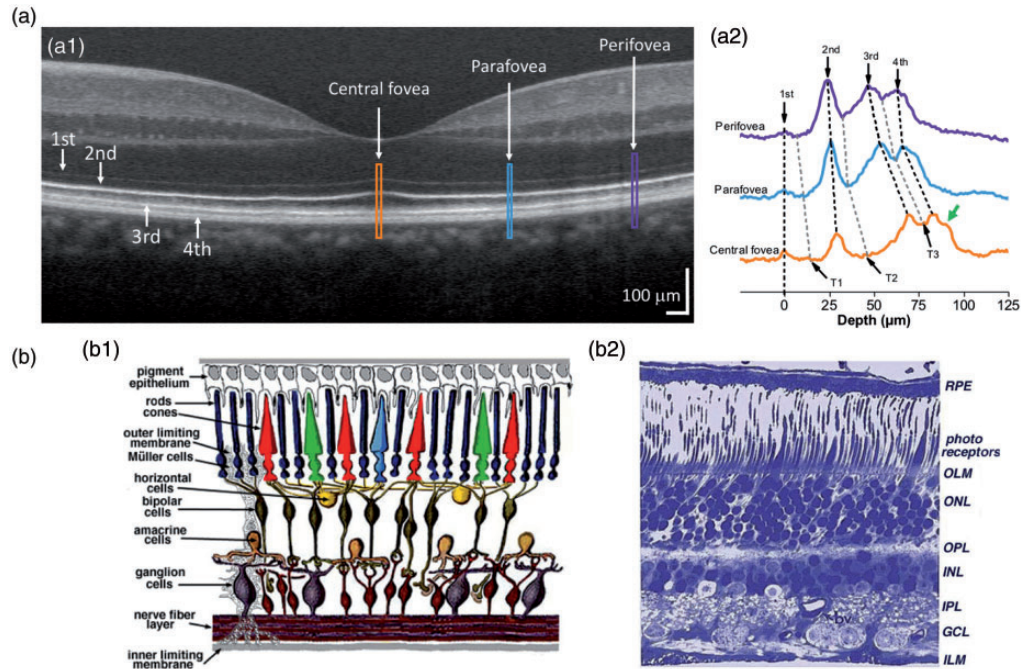 (a)
(a1)
Central fovea
Parafovea
Perifovea
1st
2nd
3rd
4th
100 µm
(a2)
1st
2nd
3rd
4th
Perifovea
Parafovea
Central fovea
T1
T2
T3
0
25
50
75
100
125
Depth (µm)
(b)
(b1)
pigment
epithelium
rods
cones
outer limiting
membrane
Müller cells
horizontal
cells
bipolar
cells
amacrine
cells
ganglion
cells
nerve fiber
layer
inner limiting
membrane
(b2)
RPE
photo
receptors
OLM
ONL
OPL
INL
IPL
bv
GCL
ILM